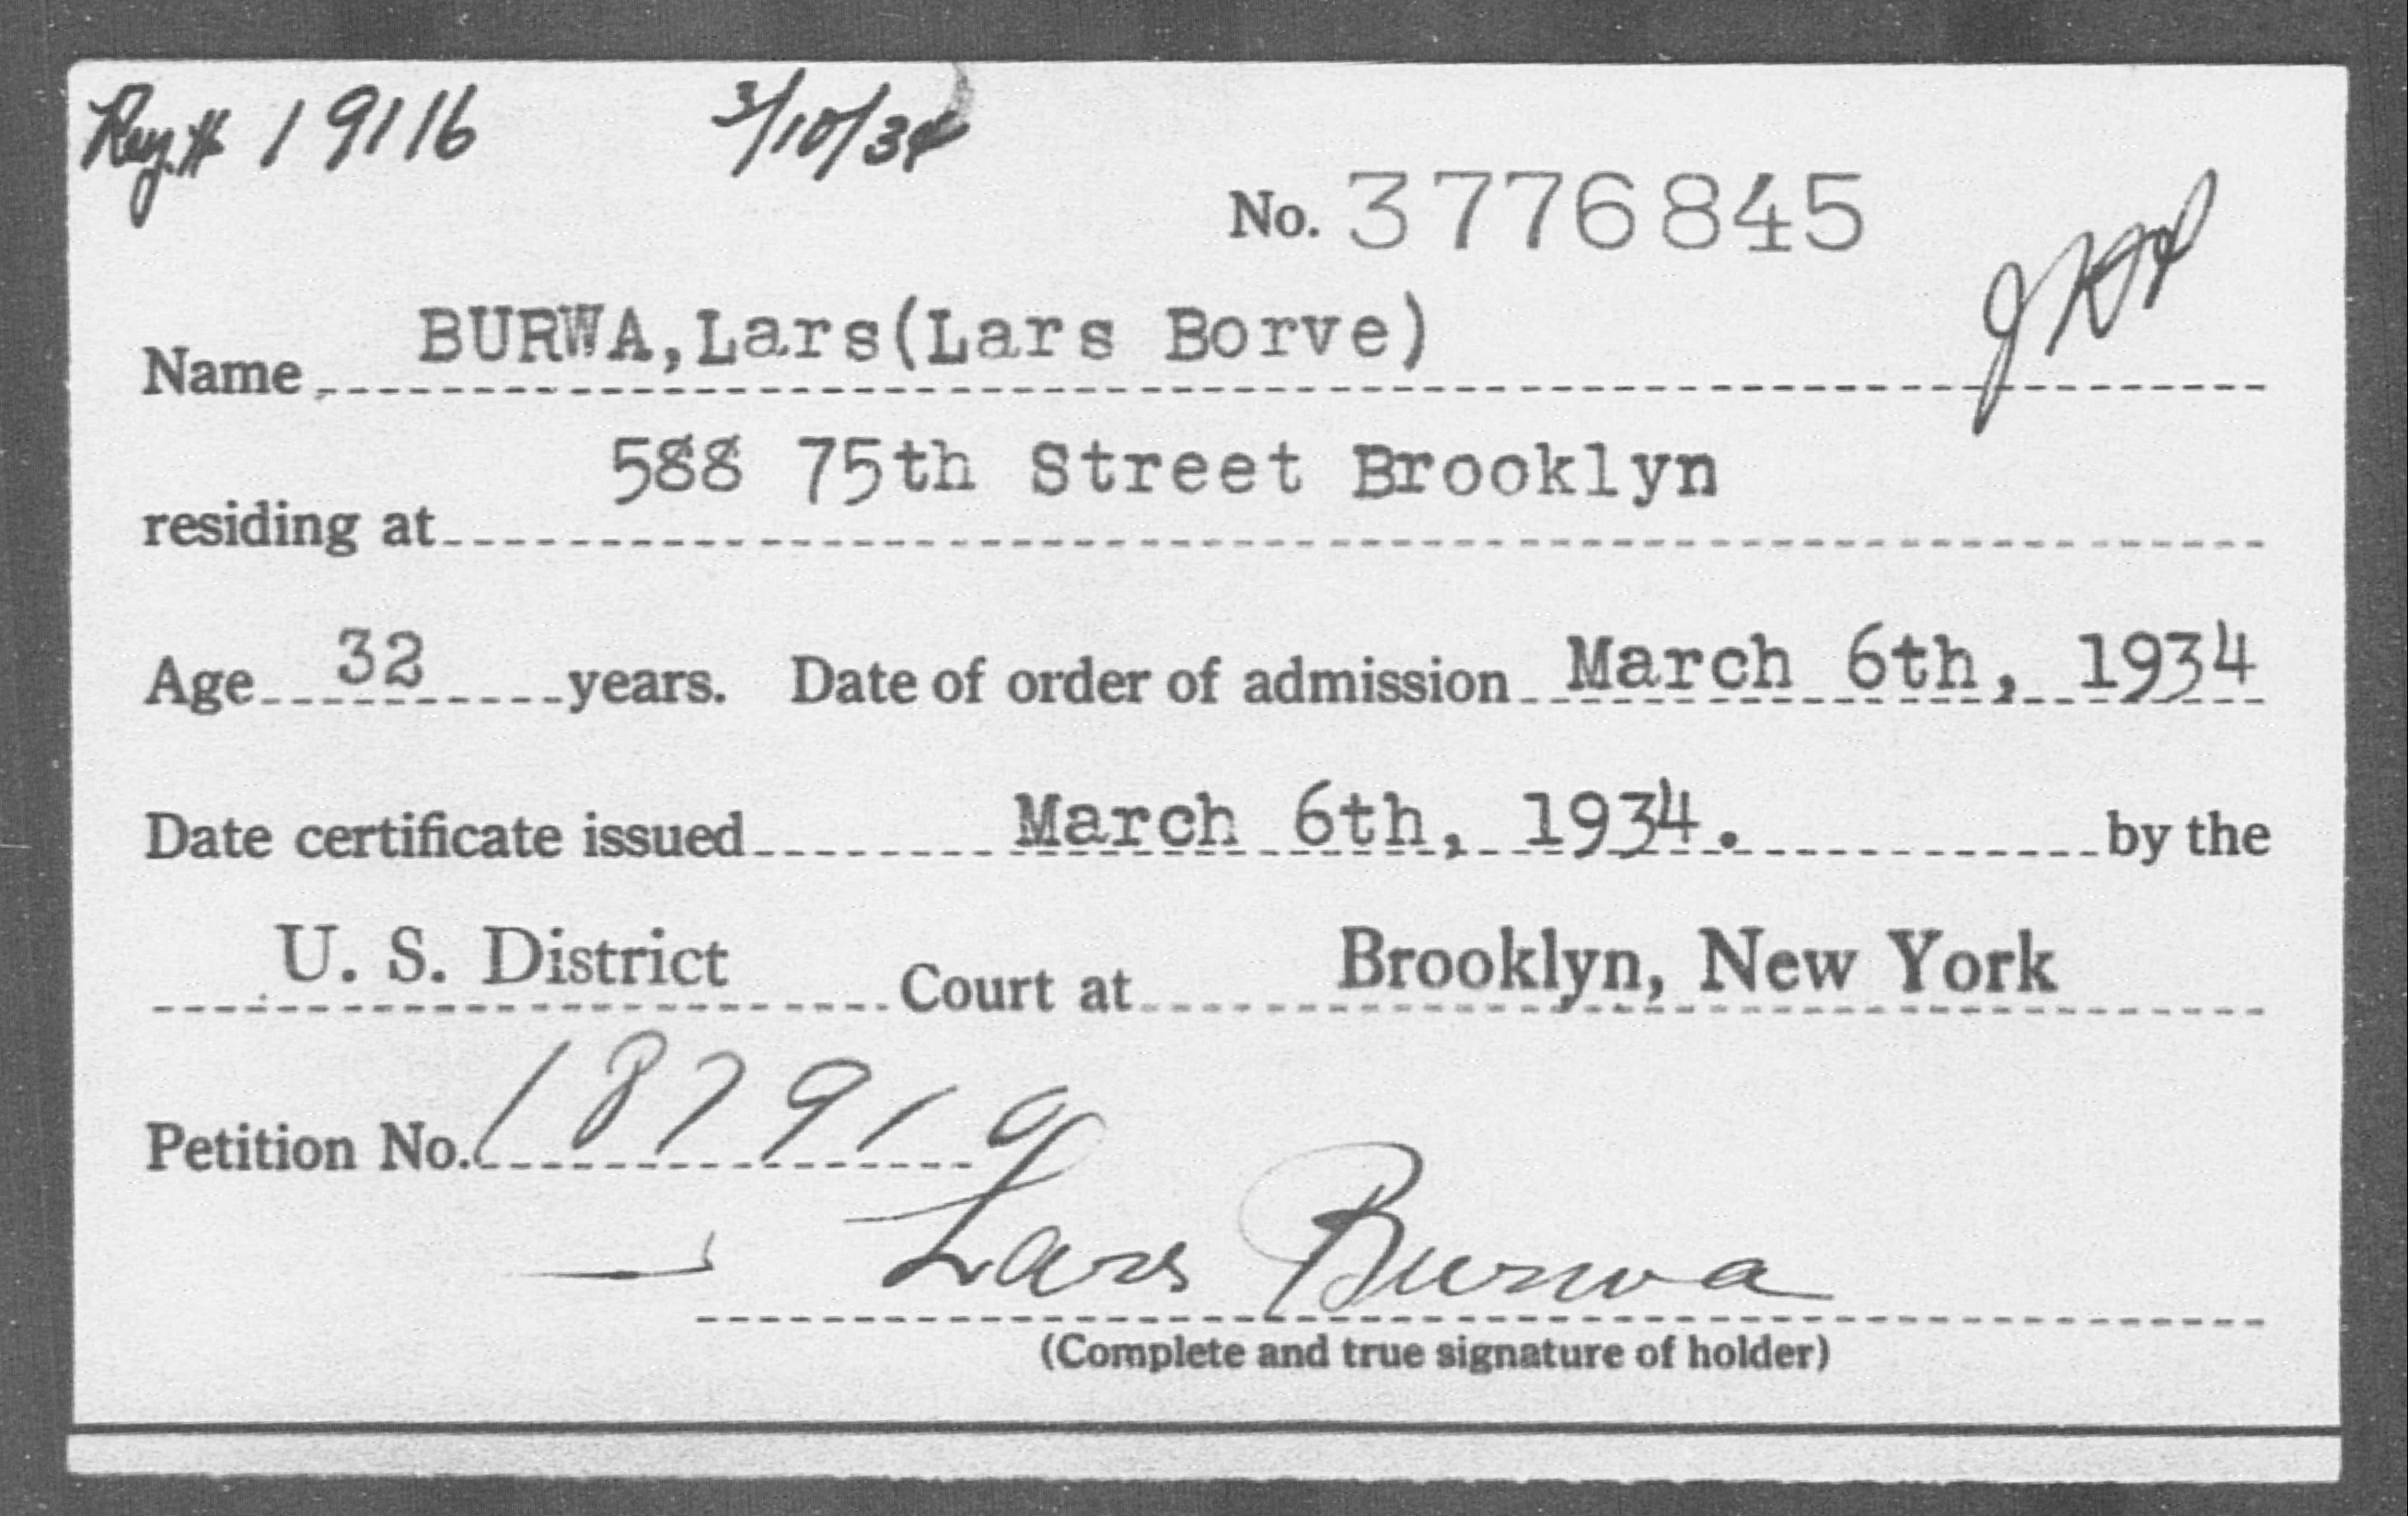 Reg. # 19116 3/10/34
No. 3776845
Name BURWA, Lars (Lars Borve)
residing at 588 75th Street Brooklyn
Age 32 years. Date of order of admission March 6th, 1934
Date certificate issued March 6th, 1934. by the
U. S. District Court at Brooklyn, New York
Petition No. 187919
Lars Burwa
(Complete and true signature of holder)